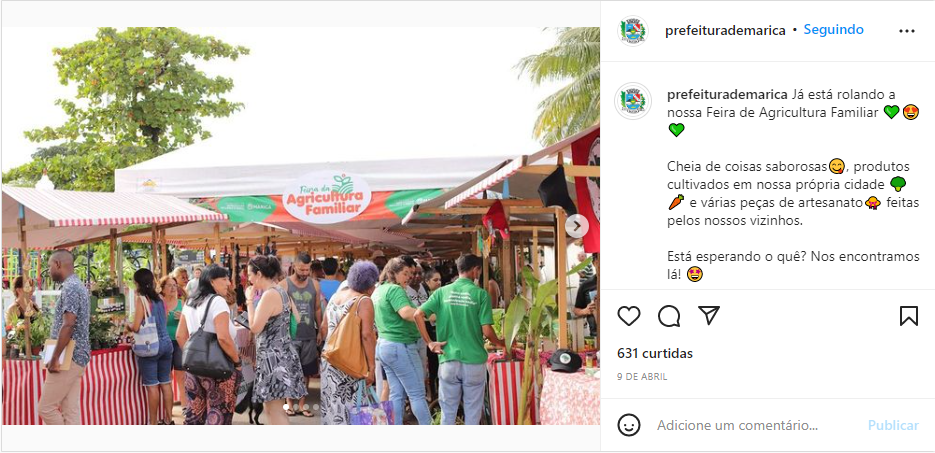 prefeiturademarica • Seguindo
prefeiturademarica Já está rolando a
nossa Feira de Agricultura Familiar 💚🤩
💚
Cheia de coisas saborosas😋, produtos
cultivados em nossa própria cidade 🥦
🥕 e várias peças de artesanato👒 feitas
pelos nossos vizinhos.
Está esperando o quê? Nos encontramos
lá! 🤩
631 curtidas
9 DE ABRIL
Adicione um comentário...
Publicar
Feira da
Agricultura
Familiar
MARICÁ